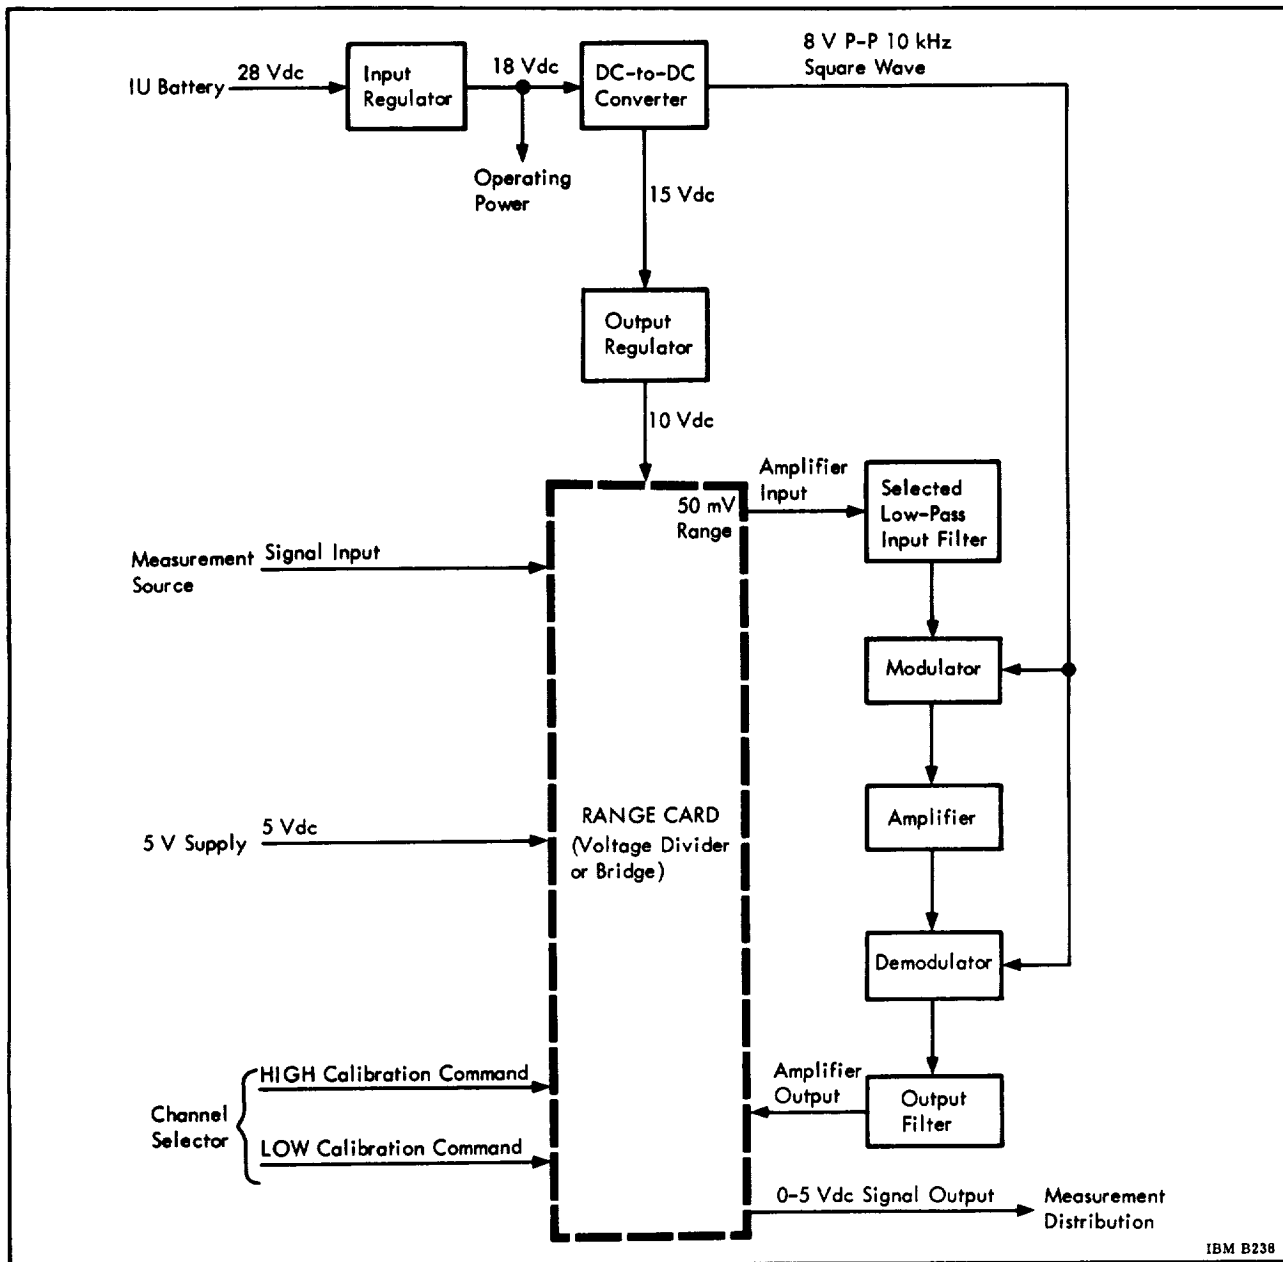 8 V P-P 10 kHz
Square Wave
IU Battery
28 Vdc
Input
Regulator
18 Vdc
DC-to-DC
Converter
Operating
Power
15 Vdc
Output
Regulator
10 Vdc
50 mV
Range
Amplifier
Input
Selected
Low-Pass
Input Filter
Measurement
Source
Signal Input
Modulator
5 V Supply
5 Vdc
RANGE CARD
(Voltage Divider
or Bridge)
Amplifier
Demodulator
Channel
Selector
HIGH Calibration Command
LOW Calibration Command
Amplifier
Output
Output
Filter
0-5 Vdc Signal Output
Measurement
Distribution
IBM B238